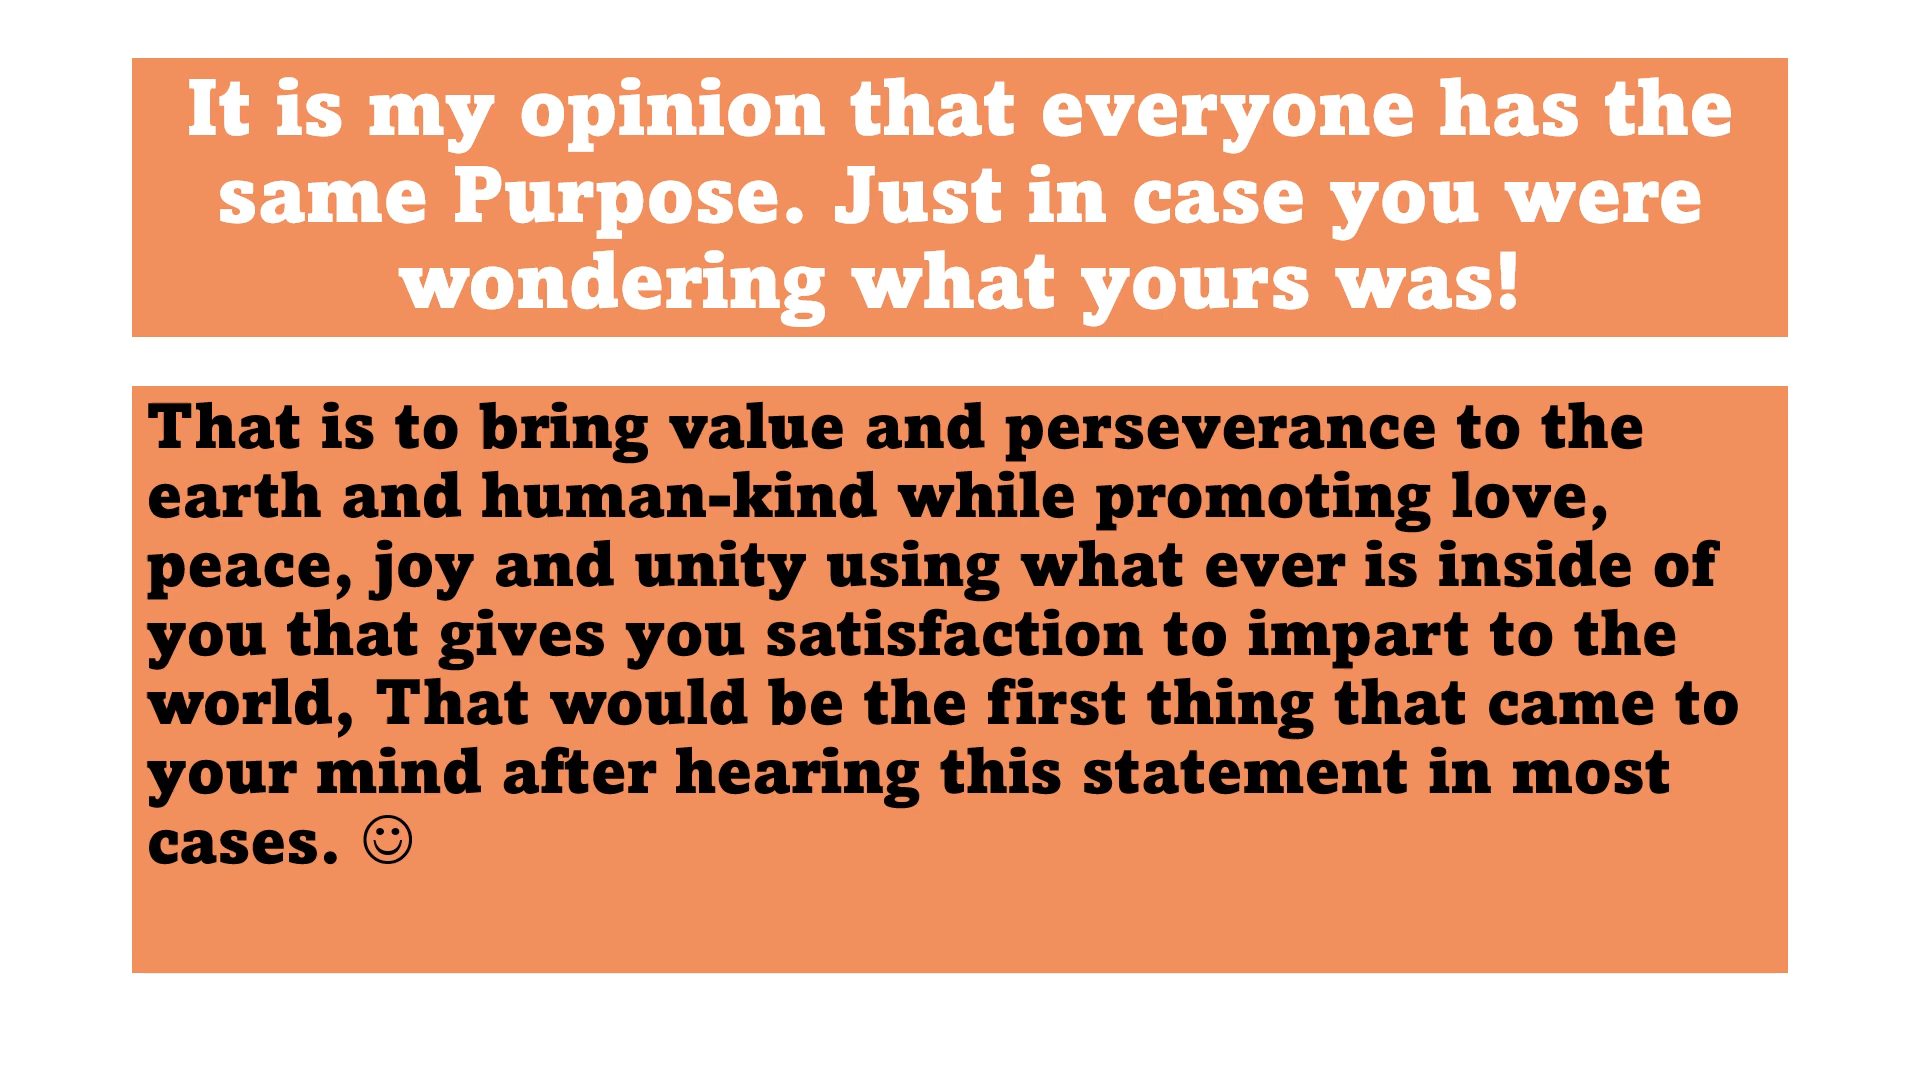 It is my opinion that everyone has the
same Purpose. Just in case you were
wondering what yours was!
That is to bring value and perseverance to the
earth and human-kind while promoting love,
peace, joy and unity using what ever is inside of
you that gives you satisfaction to impart to the
world, That would be the first thing that came to
your mind after hearing this statement in most
cases. ☺